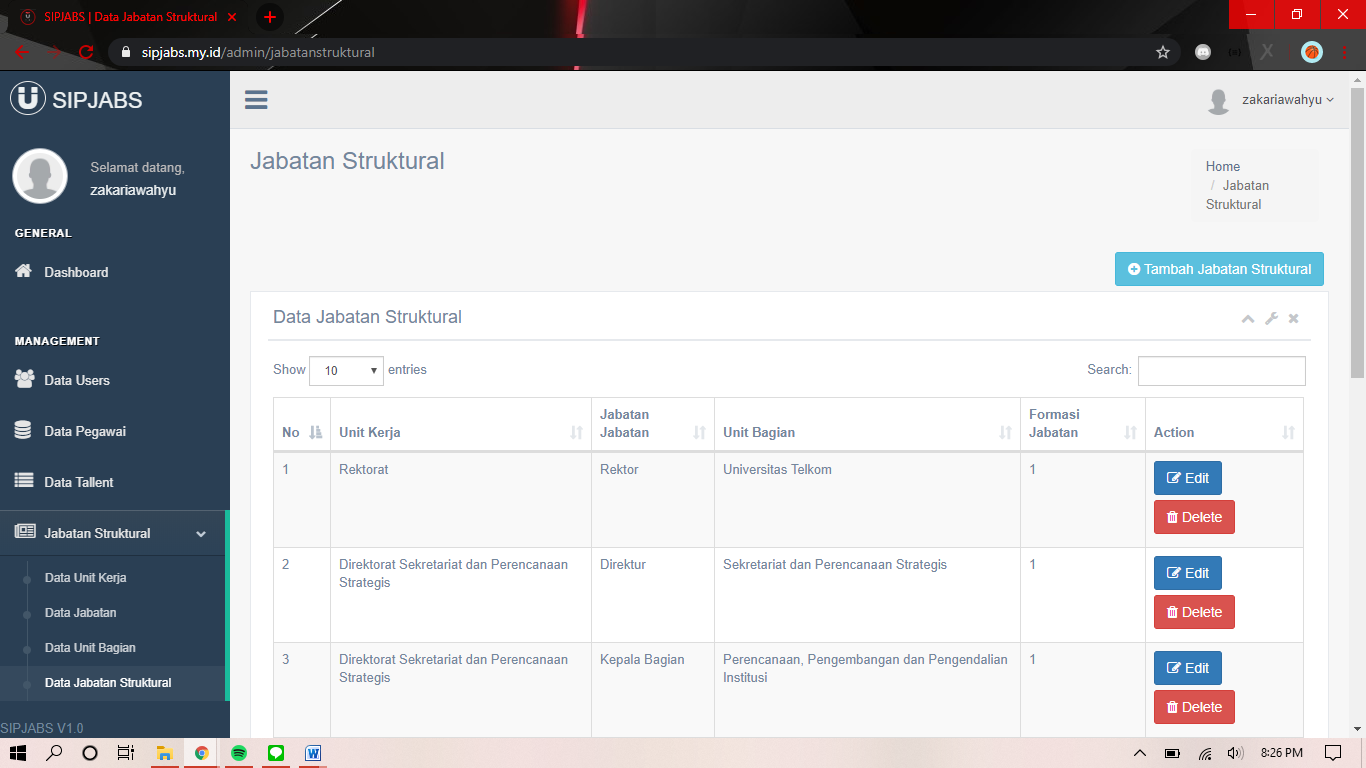 SIPJABS | Data Jabatan Struktural
sipjabs.my.id/admin/jabatanstruktural
SIPJABS
zakariawahyu
Selamat datang,
zakariawahyu
GENERAL
Dashboard
MANAGEMENT
Data Users
Data Pegawai
Data Tallent
Jabatan Struktural
Data Unit Kerja
Data Jabatan
Data Unit Bagian
Data Jabatan Struktural
SIPJABS V1.0
Jabatan Struktural
Home
/ Jabatan
Struktural
Tambah Jabatan Struktural
Data Jabatan Struktural
Show 10 entries
Search:
No Unit Kerja Jabatan Jabatan Unit Bagian Formasi Jabatan Action
1 Rektorat Rektor Universitas Telkom 1 Edit
Delete
2 Direktorat Sekretariat dan Perencanaan Strategis Direktur Sekretariat dan Perencanaan Strategis 1 Edit
Delete
3 Direktorat Sekretariat dan Perencanaan Strategis Kepala Bagian Perencanaan, Pengembangan dan Pengendalian Institusi 1 Edit
Delete
8:26 PM